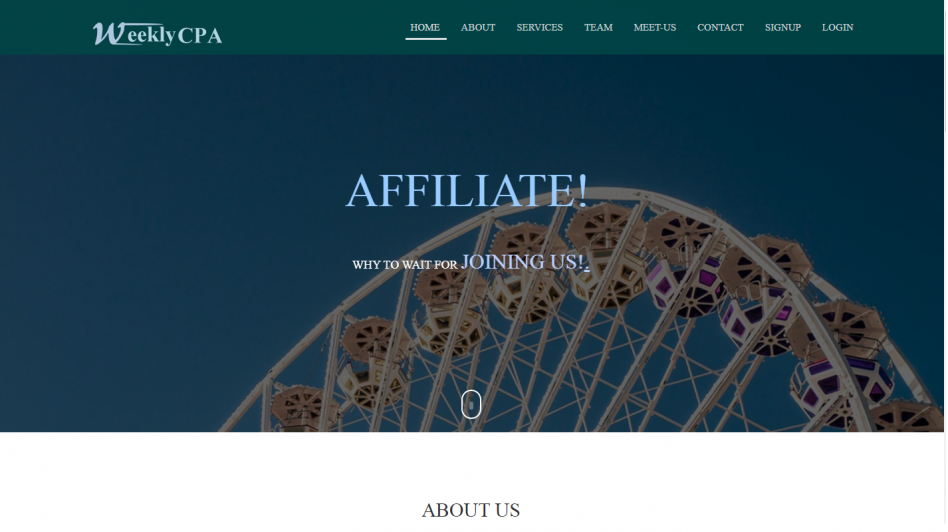 WeeklyCPA
HOME ABOUT SERVICES TEAM MEET-US CONTACT SIGNUP LOGIN
AFFILIATE!
WHY TO WAIT FOR JOINING US!.
ABOUT US